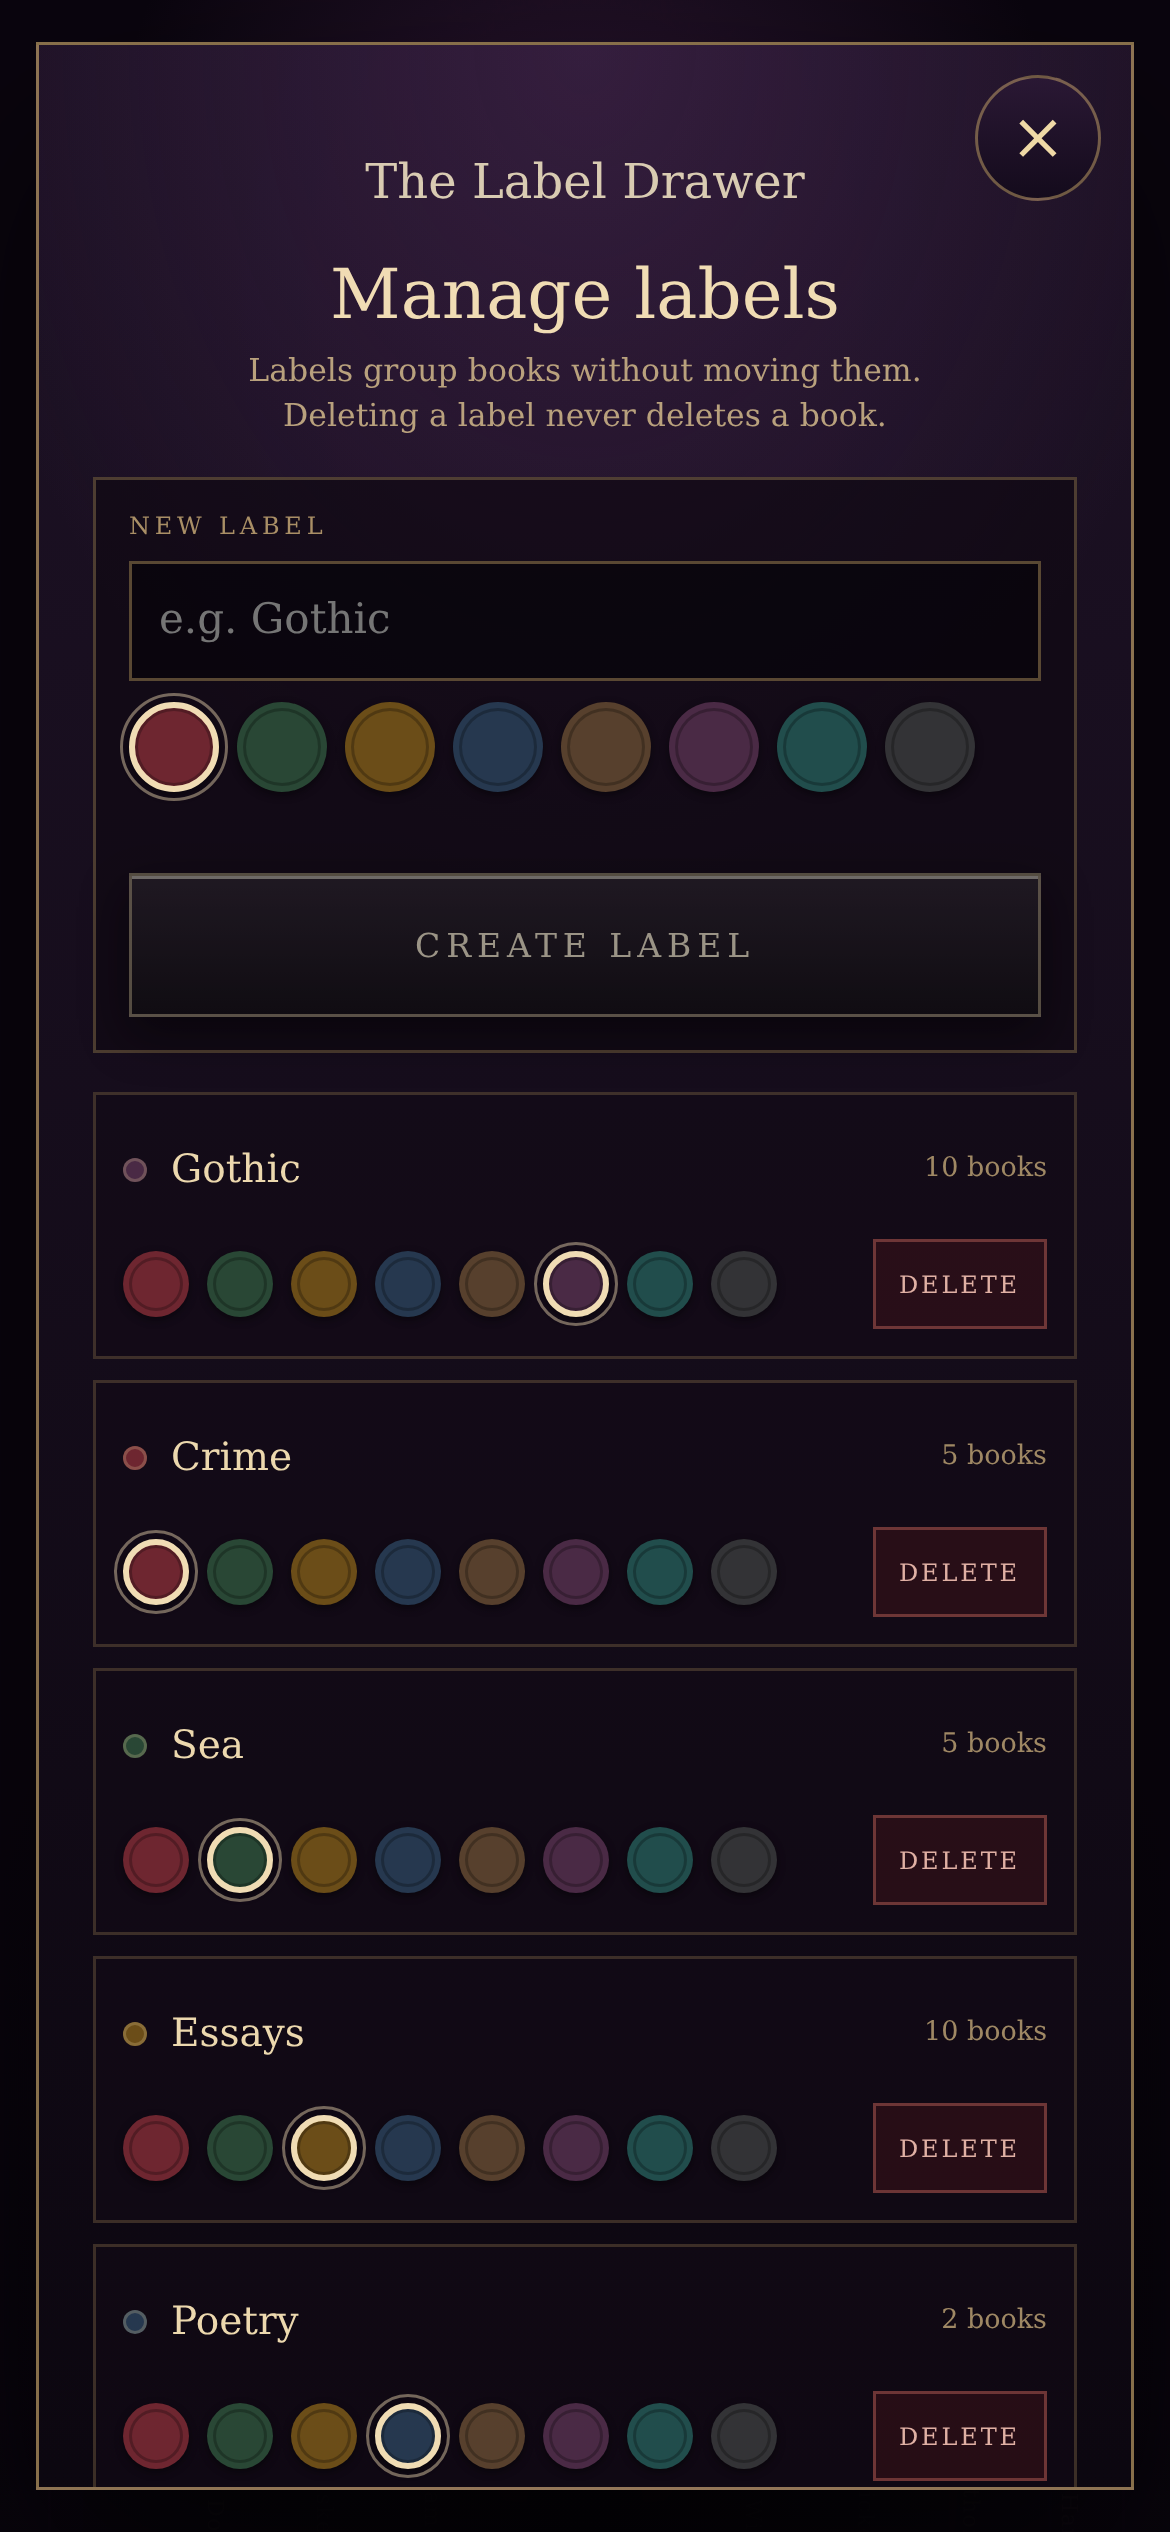 The Label Drawer
Manage labels
Labels group books without moving them.
Deleting a label never deletes a book.
NEW LABEL
e.g. Gothic
CREATE LABEL
Gothic 10 books
DELETE
Crime 5 books
DELETE
Sea 5 books
DELETE
Essays 10 books
DELETE
Poetry 2 books
DELETE